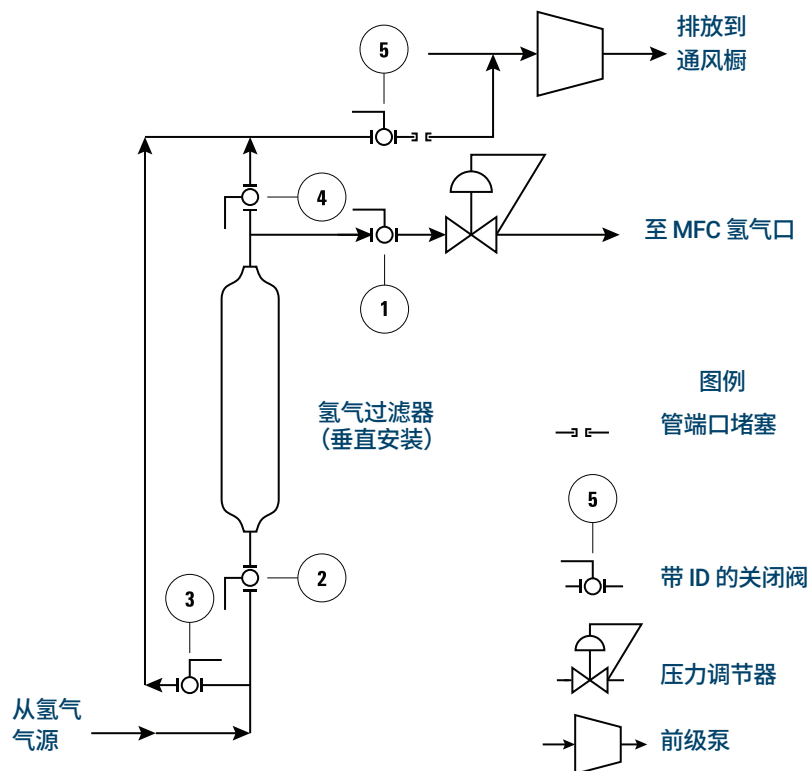 5
排放到
通风橱
4
至 MFC 氢气口
1
图例
氢气过滤器
（垂直安装）
管端口堵塞
5
2
带 ID 的关闭阀
3
压力调节器
从氢气
气源
前级泵